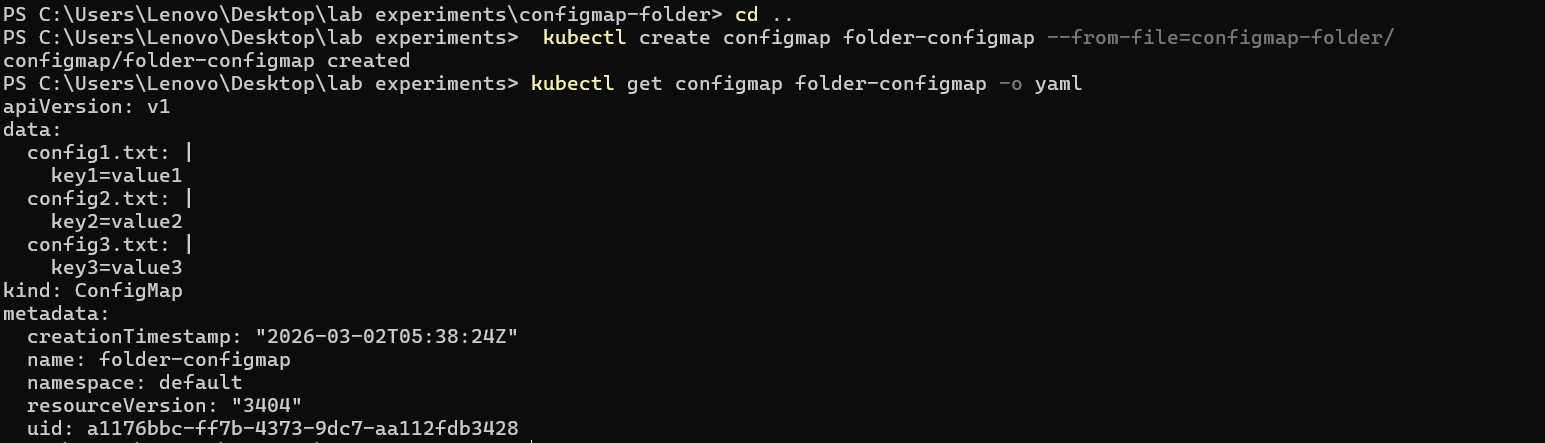 PS C:\Users\Lenovo\Desktop\lab experiments\configmap-folder> cd ..
PS C:\Users\Lenovo\Desktop\lab experiments>  kubectl create configmap folder-configmap --from-file=configmap-folder/
configmap/folder-configmap created
PS C:\Users\Lenovo\Desktop\lab experiments> kubectl get configmap folder-configmap -o yaml
apiVersion: v1
data:
  config1.txt: |
    key1=value1
  config2.txt: |
    key2=value2
  config3.txt: |
    key3=value3
kind: ConfigMap
metadata:
  creationTimestamp: "2026-03-02T05:38:24Z"
  name: folder-configmap
  namespace: default
  resourceVersion: "3404"
  uid: a1176bbc-ff7b-4373-9dc7-aa112fdb3428